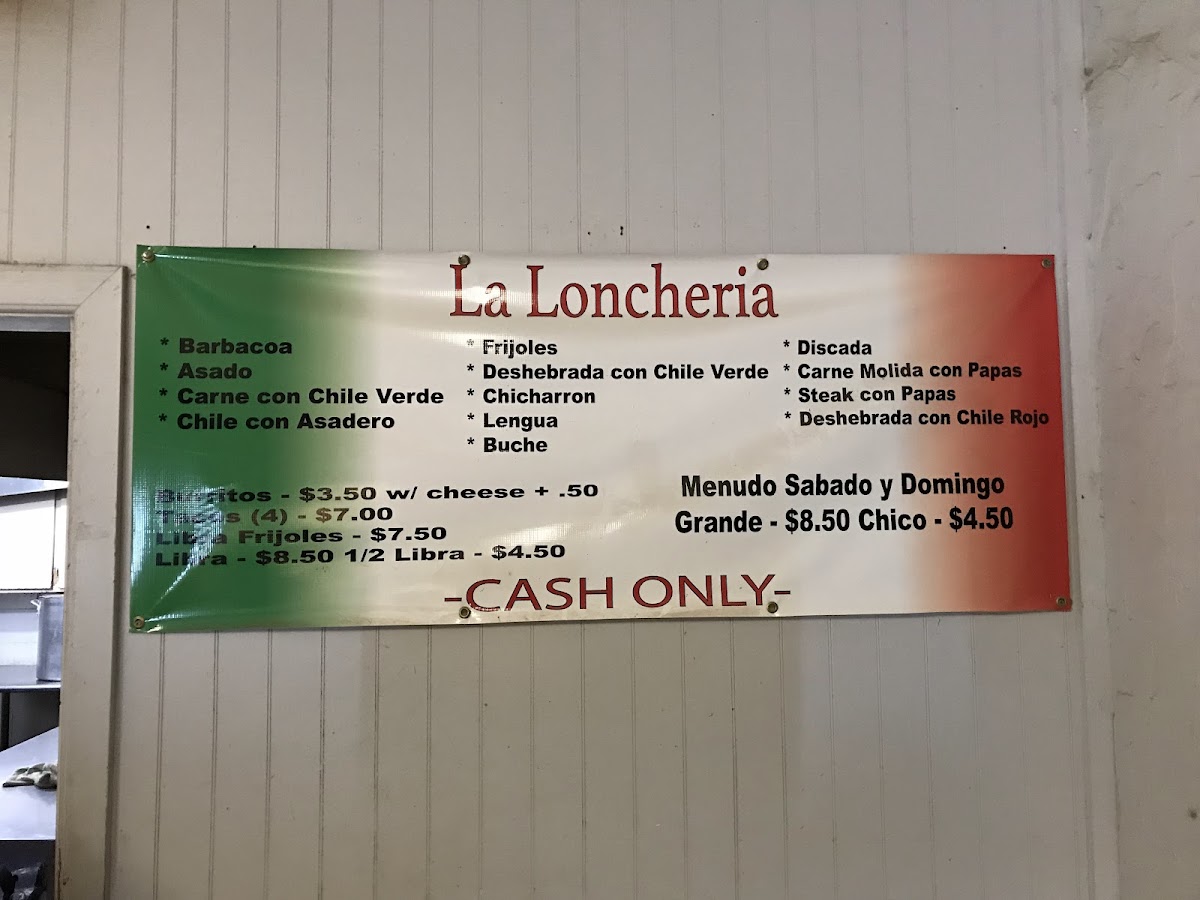 La Loncheria
* Barbacoa
* Asado
* Carne con Chile Verde
* Chile con Asadero
* Frijoles
* Deshebrada con Chile Verde
* Chicharron
* Lengua
* Buche
* Discada
* Carne Molida con Papas
* Steak con Papas
* Deshebrada con Chile Rojo
Burritos - $3.50 w/ cheese + .50
Tacos (4) - $7.00
Libra Frijoles - $7.50
Libra - $8.50 1/2 Libra - $4.50
Menudo Sabado y Domingo
Grande - $8.50 Chico - $4.50
-CASH ONLY-